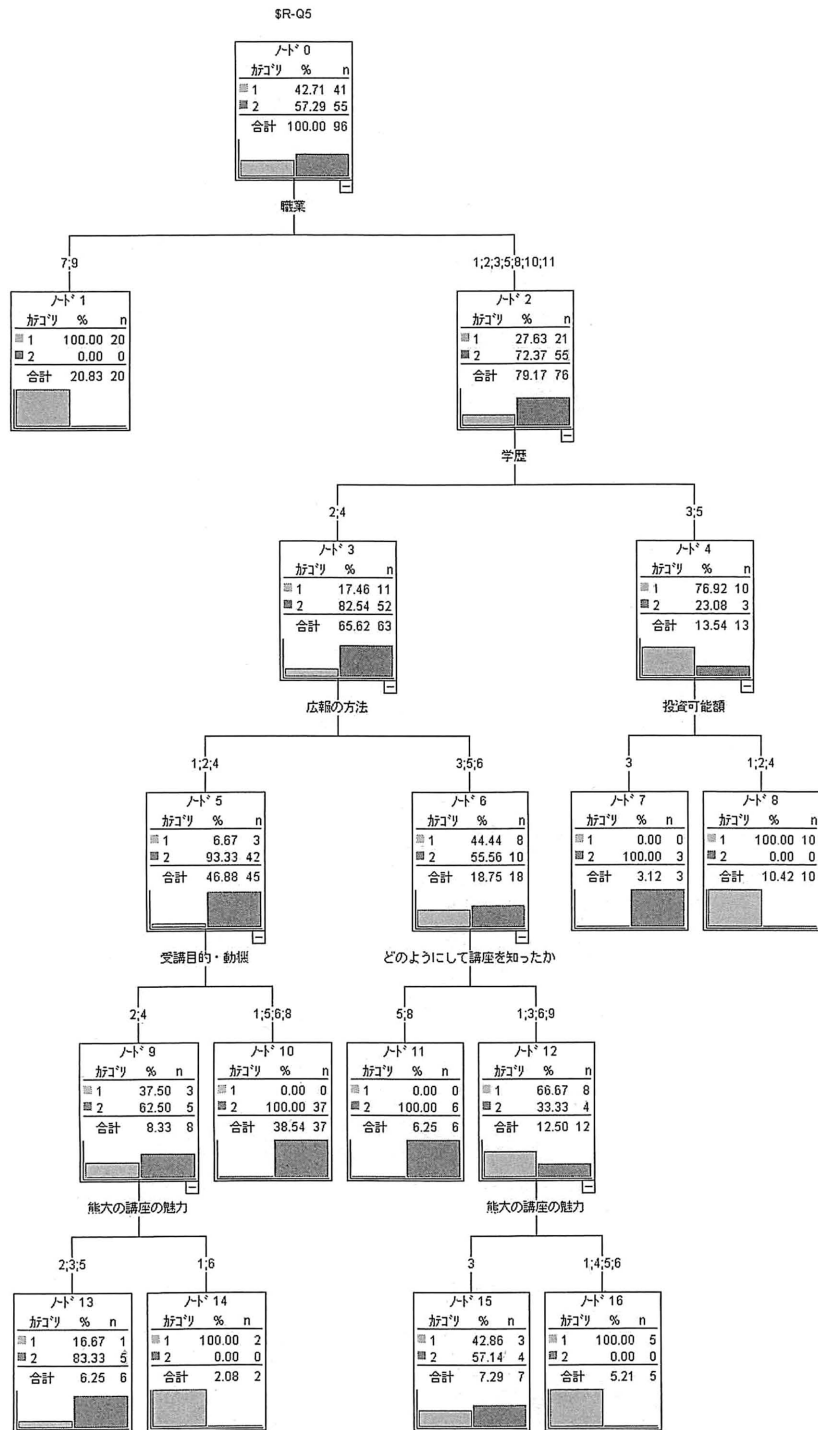 $R-Q5
ノード 0
カテゴリ % n
1 42.71 41
2 57.29 55
合計 100.00 96
職業
7;9
1;2;3;5;8;10;11
ノード 1
カテゴリ % n
1 100.00 20
2 0.00 0
合計 20.83 20
ノード 2
カテゴリ % n
1 27.63 21
2 72.37 55
合計 79.17 76
学歴
2;4
3;5
ノード 3
カテゴリ % n
1 17.46 11
2 82.54 52
合計 65.62 63
ノード 4
カテゴリ % n
1 76.92 10
2 23.08 3
合計 13.54 13
広報の方法
投資可能額
1;2;4
3;5;6
3
1;2;4
ノード 5
カテゴリ % n
1 6.67 3
2 93.33 42
合計 46.88 45
ノード 6
カテゴリ % n
1 44.44 8
2 55.56 10
合計 18.75 18
ノード 7
カテゴリ % n
1 0.00 0
2 100.00 3
合計 3.12 3
ノード 8
カテゴリ % n
1 100.00 10
2 0.00 0
合計 10.42 10
受講目的・動機
どのようにして講座を知ったか
2;4
1;5;6;8
5;8
1;3;6;9
ノード 9
カテゴリ % n
1 37.50 3
2 62.50 5
合計 8.33 8
ノード 10
カテゴリ % n
1 0.00 0
2 100.00 37
合計 38.54 37
ノード 11
カテゴリ % n
1 0.00 0
2 100.00 6
合計 6.25 6
ノード 12
カテゴリ % n
1 66.67 8
2 33.33 4
合計 12.50 12
熊大の講座の魅力
熊大の講座の魅力
2;3;5
1;6
3
1;4;5;6
ノード 13
カテゴリ % n
1 16.67 1
2 83.33 5
合計 6.25 6
ノード 14
カテゴリ % n
1 100.00 2
2 0.00 0
合計 2.08 2
ノード 15
カテゴリ % n
1 42.86 3
2 57.14 4
合計 7.29 7
ノード 16
カテゴリ % n
1 100.00 5
2 0.00 0
合計 5.21 5